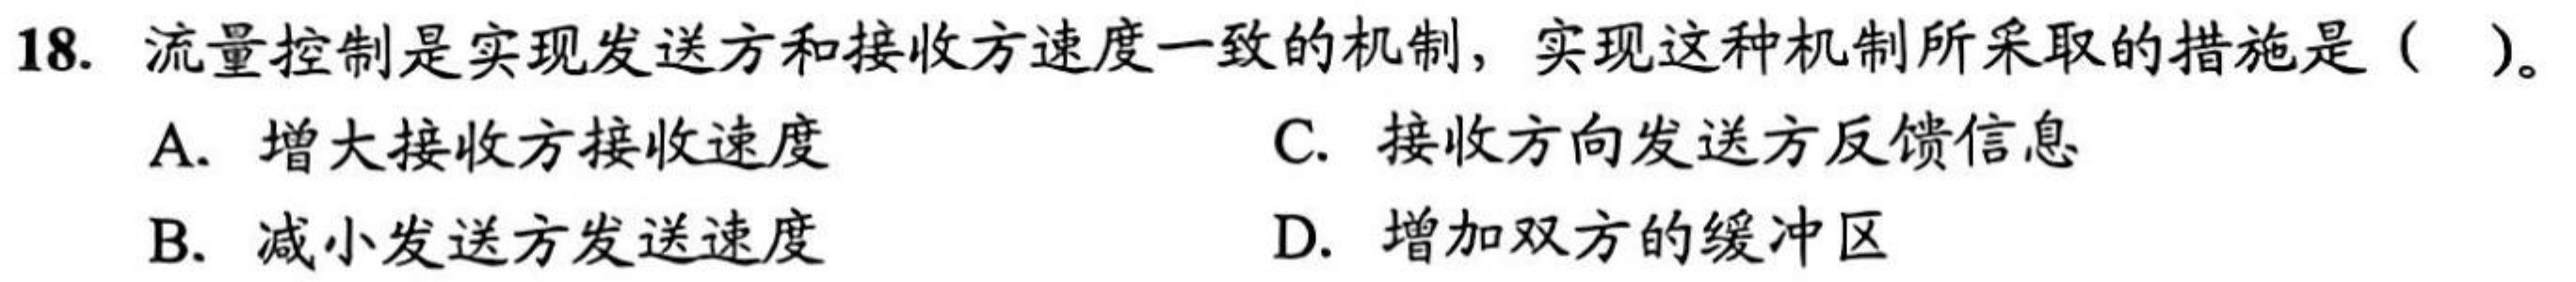 18. 流量控制是实现发送方和接收方速度一致的机制，实现这种机制所采取的措施是（ ）。
A. 增大接收方接收速度
C. 接收方向发送方反馈信息
B. 减小发送方发送速度
D. 增加双方的缓冲区